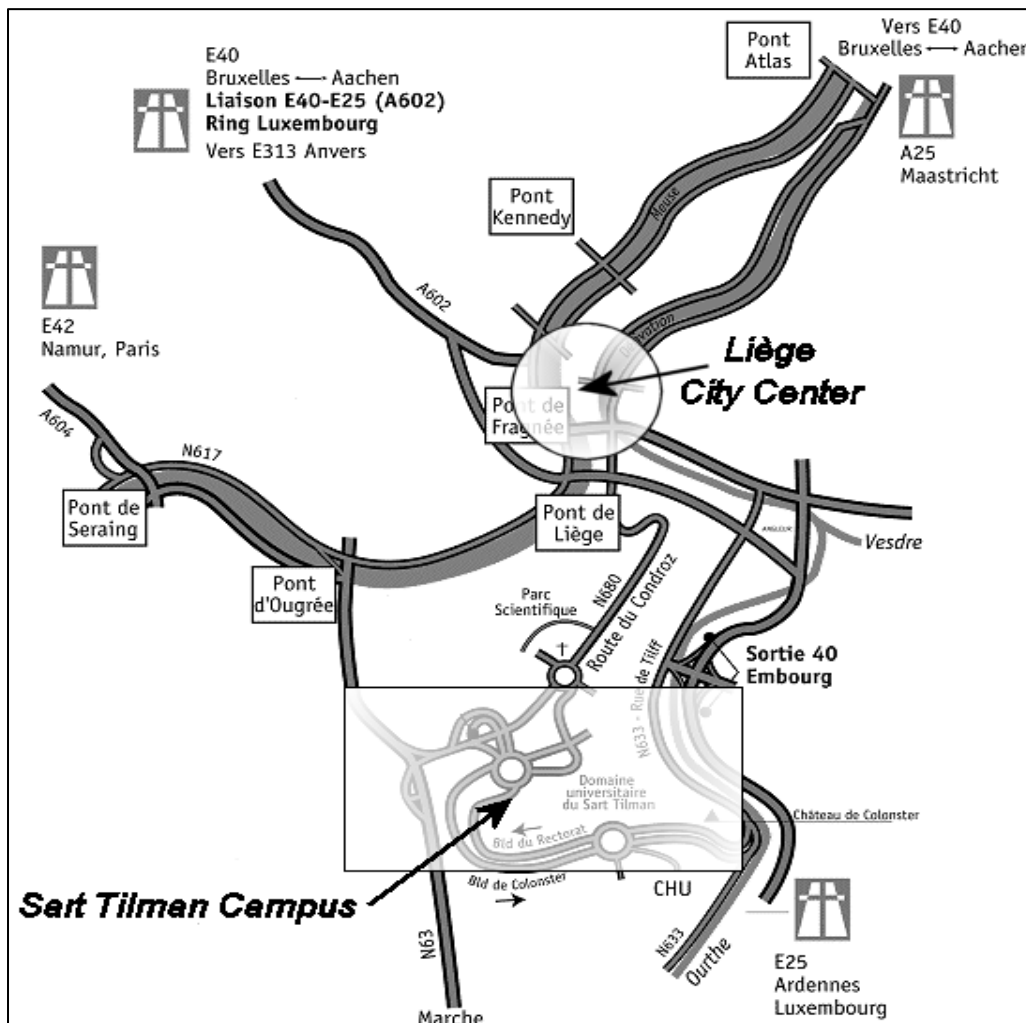 E40
Bruxelles ⟷ Aachen
Liaison E40-E25 (A602)
Ring Luxembourg
Vers E313 Anvers
Pont
Atlas
Vers E40
Bruxelles ⟷ Aachen
A25
Maastricht
Pont
Kennedy
Meuse
E42
Namur, Paris
A602
Dérivation
Liège
City Center
Pont de
Fragnée
A604
N617
Pont de
Seraing
Pont de
Liège
ANGLEUR
Vesdre
Pont
d'Ougrée
Parc
Scientifique
N680
Route du Condroz
N633 - Rue de Tilff
Sortie 40
Embourg
Domaine
universitaire
du Sart Tilman
Château de Colonster
Bld du Rectorat
Bld de Colonster
CHU
Sart Tilman Campus
N63
Marche
N633
Ourthe
E25
Ardennes
Luxembourg